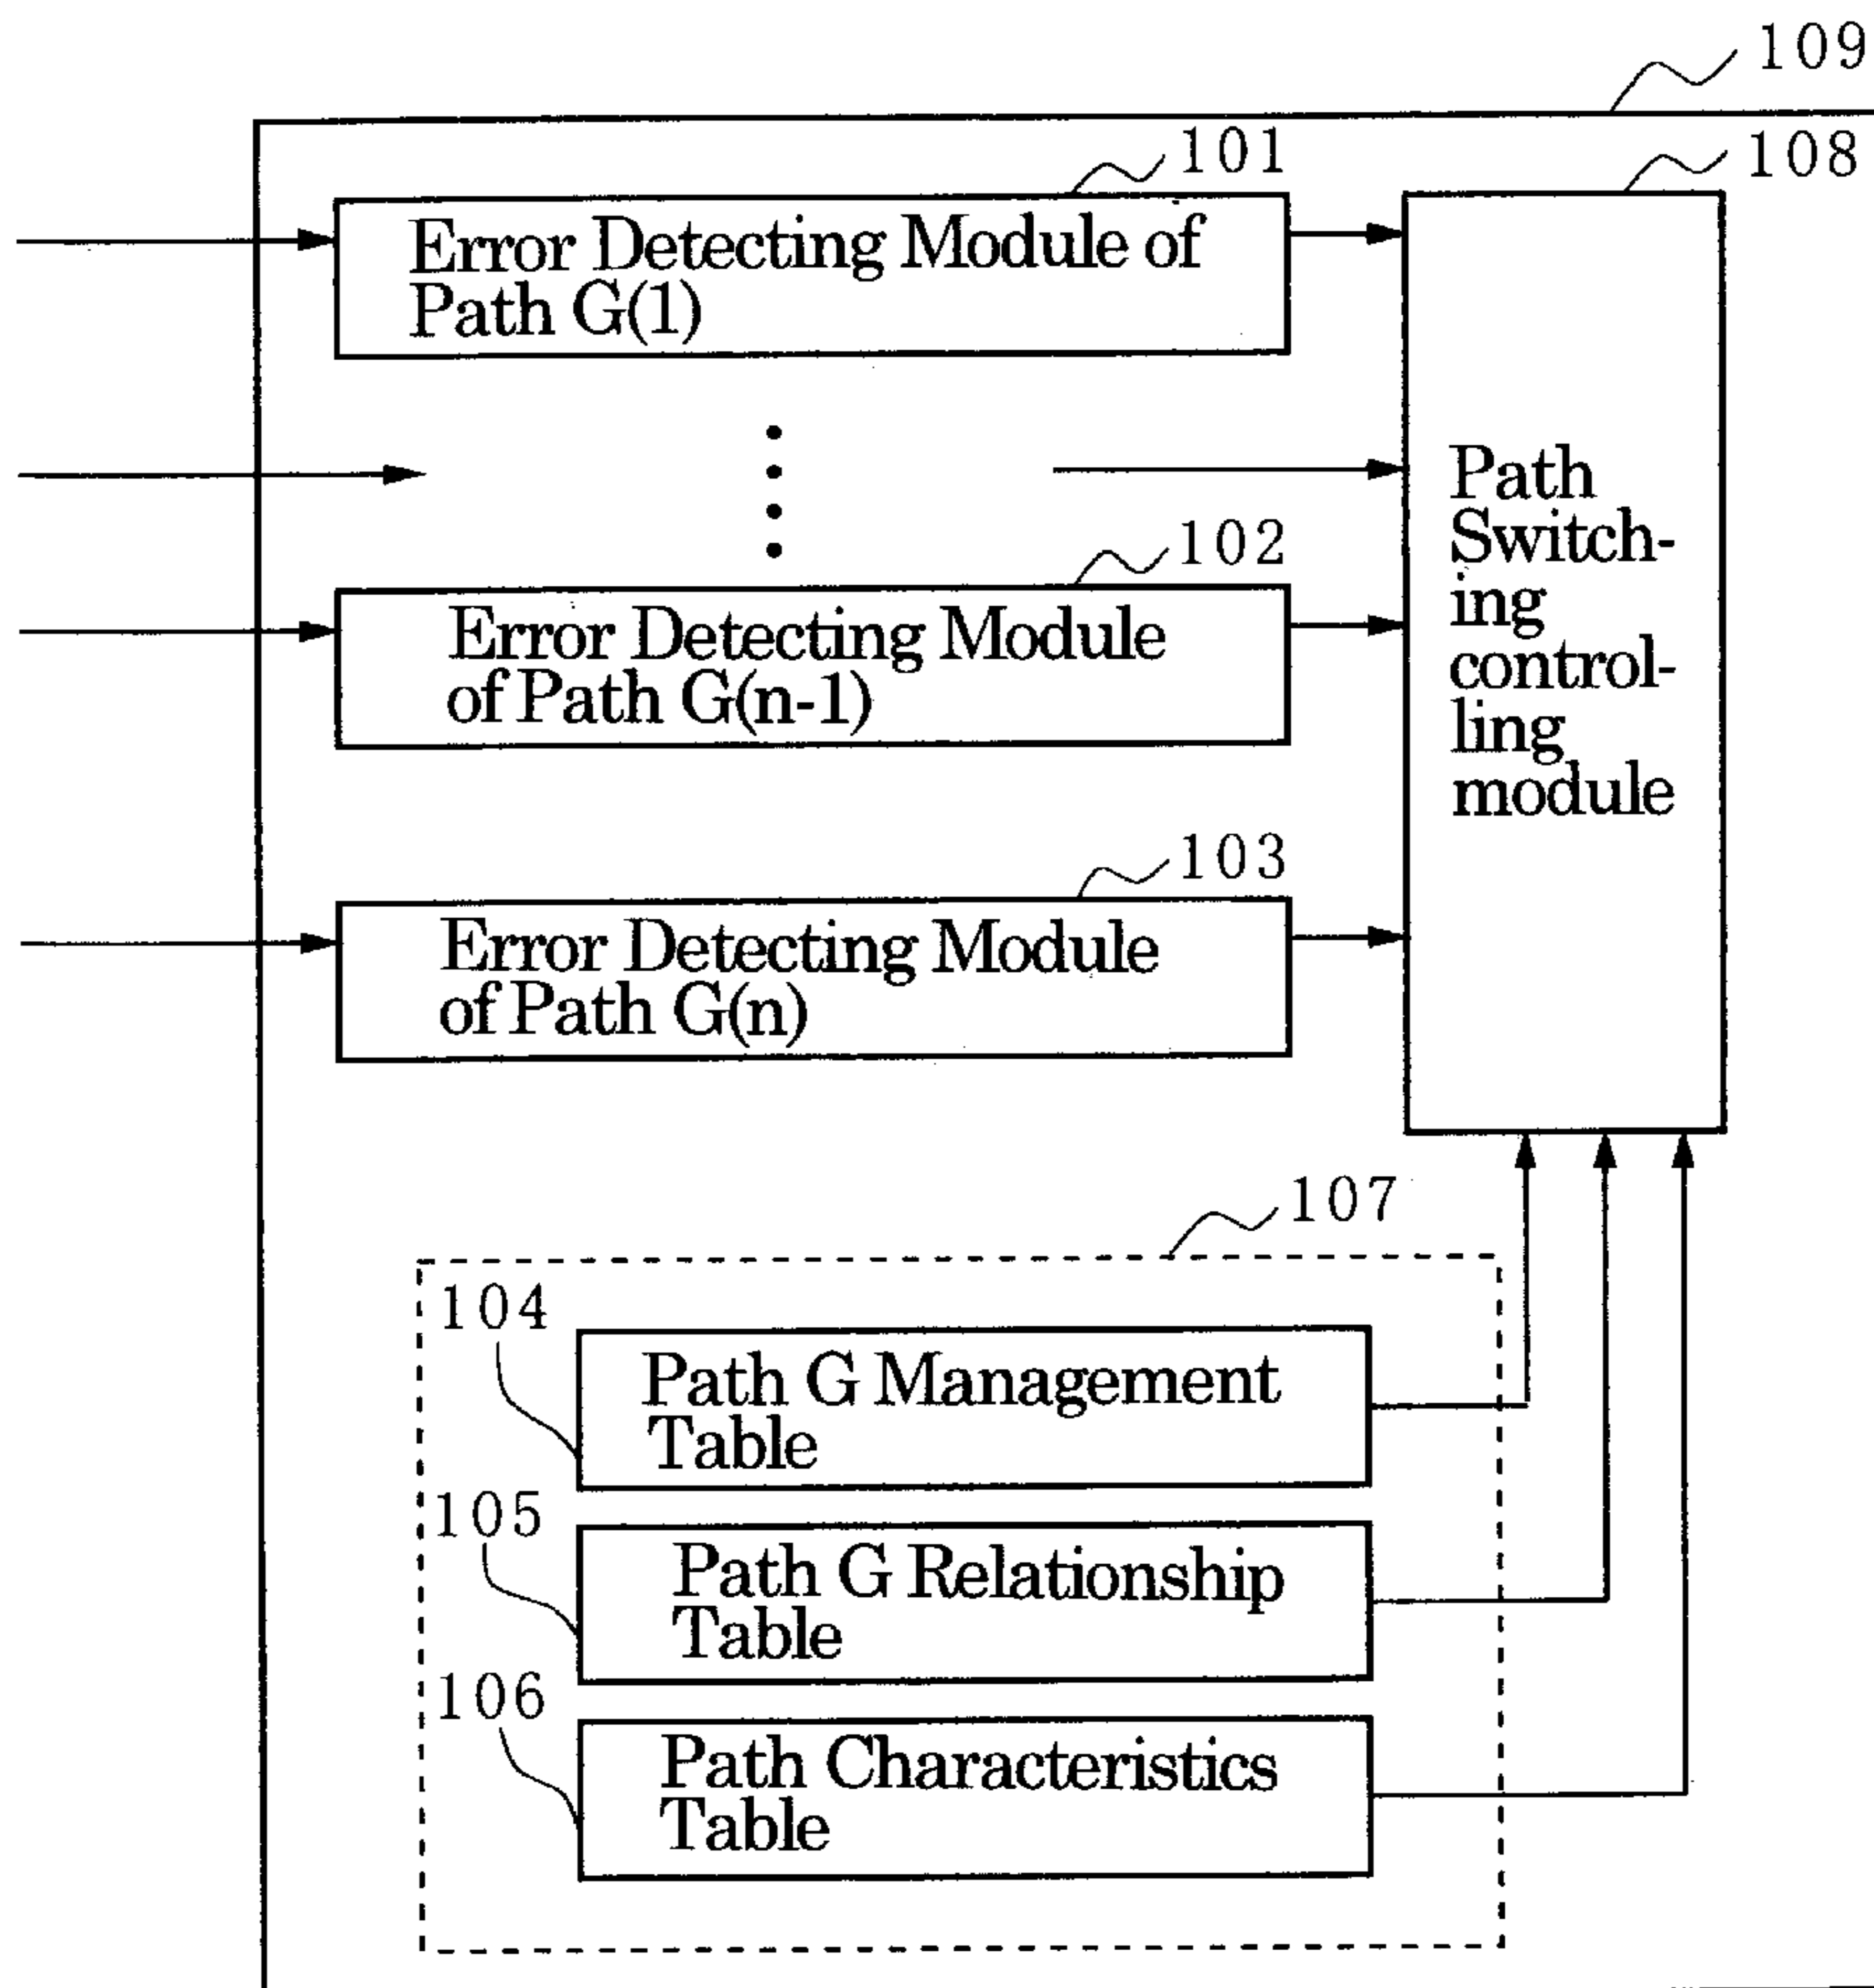 109
101
108
Error Detecting Module of
Path G(1)
102
Error Detecting Module
of Path G(n-1)
Path
Switch-
ing
control-
ling
module
103
Error Detecting Module
of Path G(n)
107
104
Path G Management
Table
105
Path G Relationship
Table
106
Path Characteristics
Table